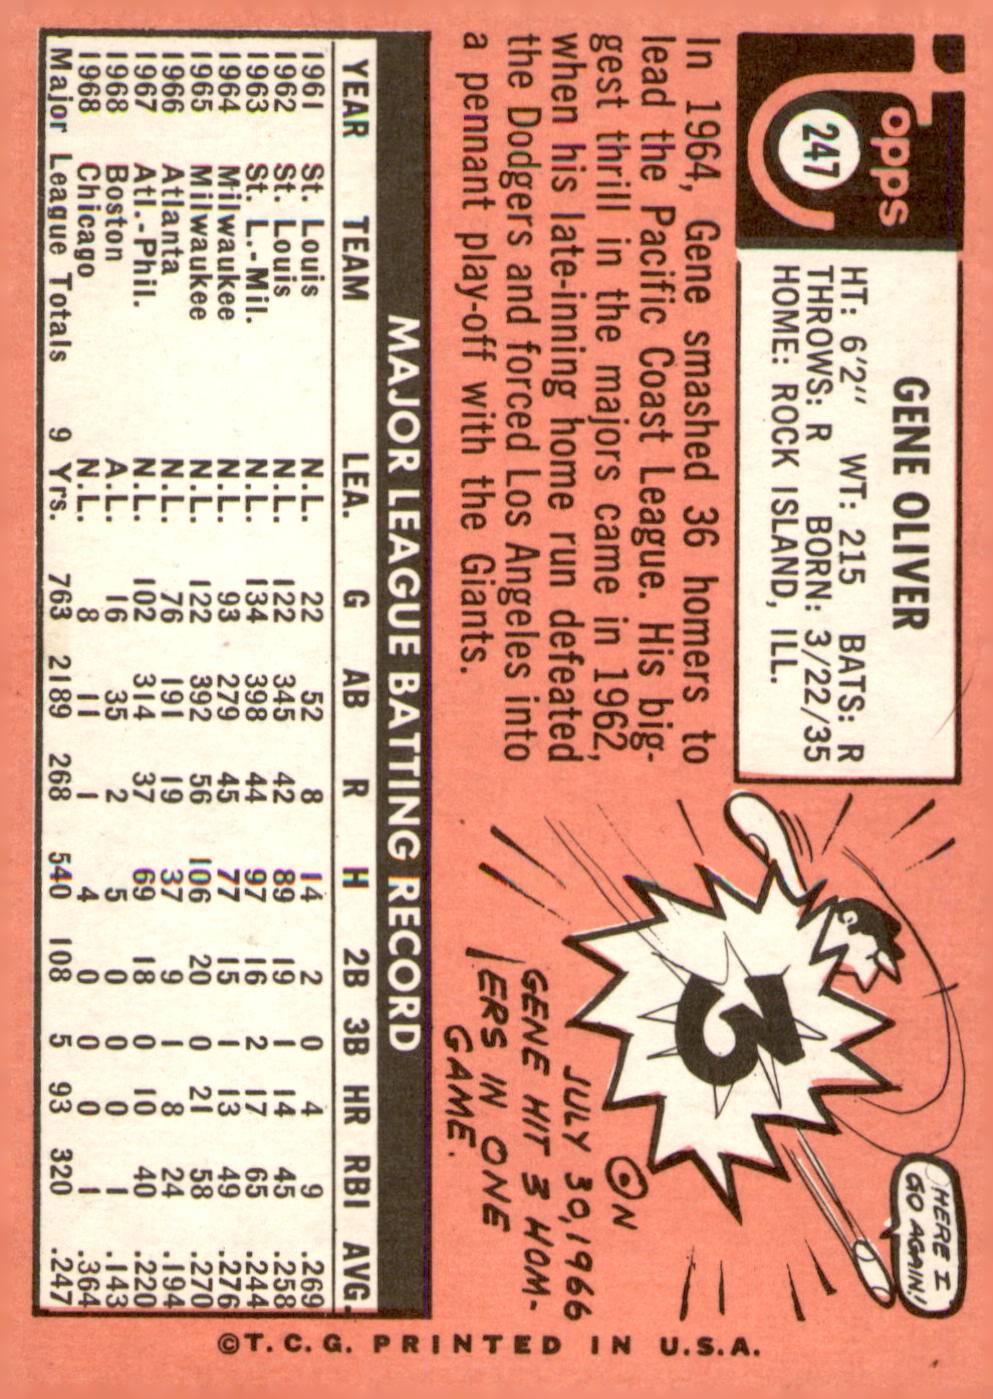 Topps
247
GENE OLIVER
HT: 6'2" WT: 215 BATS: R
THROWS: R BORN: 3/22/35
HOME: ROCK ISLAND, ILL.
In 1964, Gene smashed 36 homers to
lead the Pacific Coast League. His big-
gest thrill in the majors came in 1962,
when his late-inning home run defeated
the Dodgers and forced Los Angeles into
a pennant play-off with the Giants.
HERE I
GO AGAIN!
3
ON
JULY 30, 1966
GENE HIT 3 HOM-
ERS IN ONE
GAME.
MAJOR LEAGUE BATTING RECORD
YEAR TEAM LEA. G AB R H 2B 3B HR RBI AVG.
1961 St. Louis N.L. 22 52 8 14 2 0 4 9 .269
1962 St. Louis N.L. 122 345 42 89 19 1 14 45 .258
1963 St. L.-Mil. N.L. 134 398 44 97 16 2 17 65 .244
1964 Milwaukee N.L. 93 279 45 77 15 1 13 49 .276
1965 Milwaukee N.L. 122 392 56 106 20 0 21 58 .270
1966 Atlanta N.L. 76 191 19 37 9 1 8 24 .194
1967 Atl.-Phil. N.L. 102 314 37 69 18 0 10 40 .220
1968 Boston A.L. 16 35 2 5 0 0 0 1 .143
1968 Chicago N.L. 8 11 1 4 0 0 0 1 .364
Major League Totals 9 Yrs. 763 2189 268 540 108 5 93 320 .247
©T.C.G. PRINTED IN U.S.A.